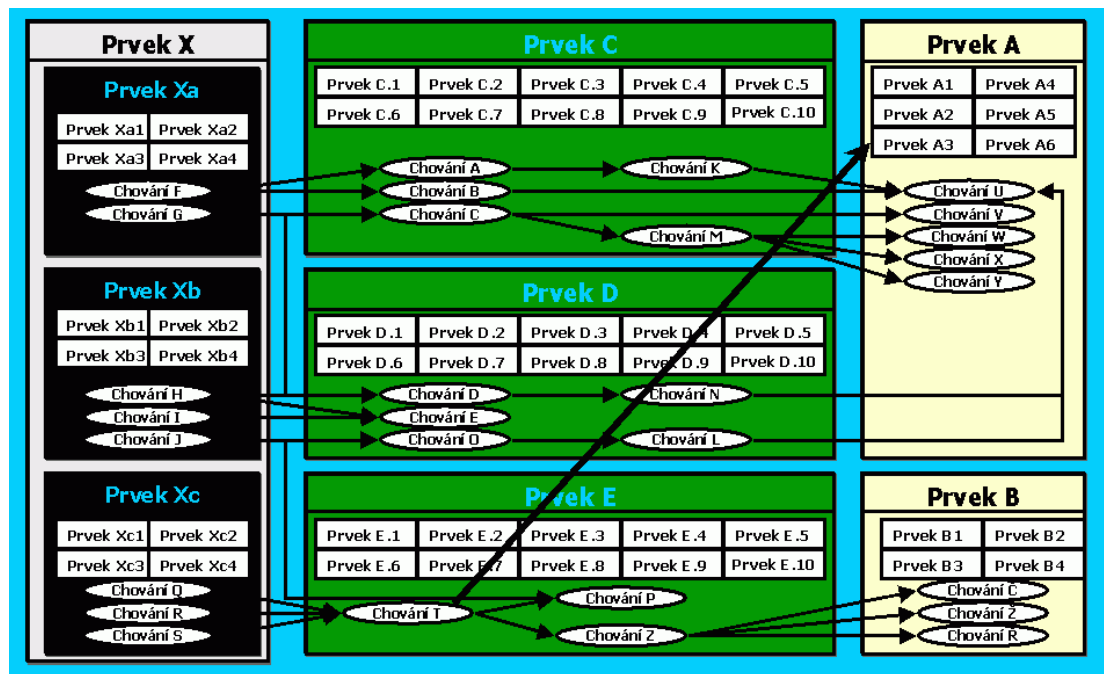 Prvek X
Prvek Xa
Prvek Xa1 Prvek Xa2
Prvek Xa3 Prvek Xa4
Chování F
Chování G
Prvek Xb
Prvek Xb1 Prvek Xb2
Prvek Xb3 Prvek Xb4
Chování H
Chování I
Chování J
Prvek Xc
Prvek Xc1 Prvek Xc2
Prvek Xc3 Prvek Xc4
Chování Q
Chování R
Chování S
Prvek C
Prvek C.1 Prvek C.2 Prvek C.3 Prvek C.4 Prvek C.5
Prvek C.6 Prvek C.7 Prvek C.8 Prvek C.9 Prvek C.10
Chování A Chování K
Chování B
Chování C
Chování M
Prvek D
Prvek D.1 Prvek D.2 Prvek D.3 Prvek D.4 Prvek D.5
Prvek D.6 Prvek D.7 Prvek D.8 Prvek D.9 Prvek D.10
Chování D Chování N
Chování E
Chování O Chování L
Prvek E
Prvek E.1 Prvek E.2 Prvek E.3 Prvek E.4 Prvek E.5
Prvek E.6 Prvek E.7 Prvek E.8 Prvek E.9 Prvek E.10
Chování P
Chování T
Chování Z
Prvek A
Prvek A1 Prvek A4
Prvek A2 Prvek A5
Prvek A3 Prvek A6
Chování U
Chování V
Chování W
Chování X
Chování Y
Prvek B
Prvek B1 Prvek B2
Prvek B3 Prvek B4
Chování Č
Chování Ž
Chování Ř